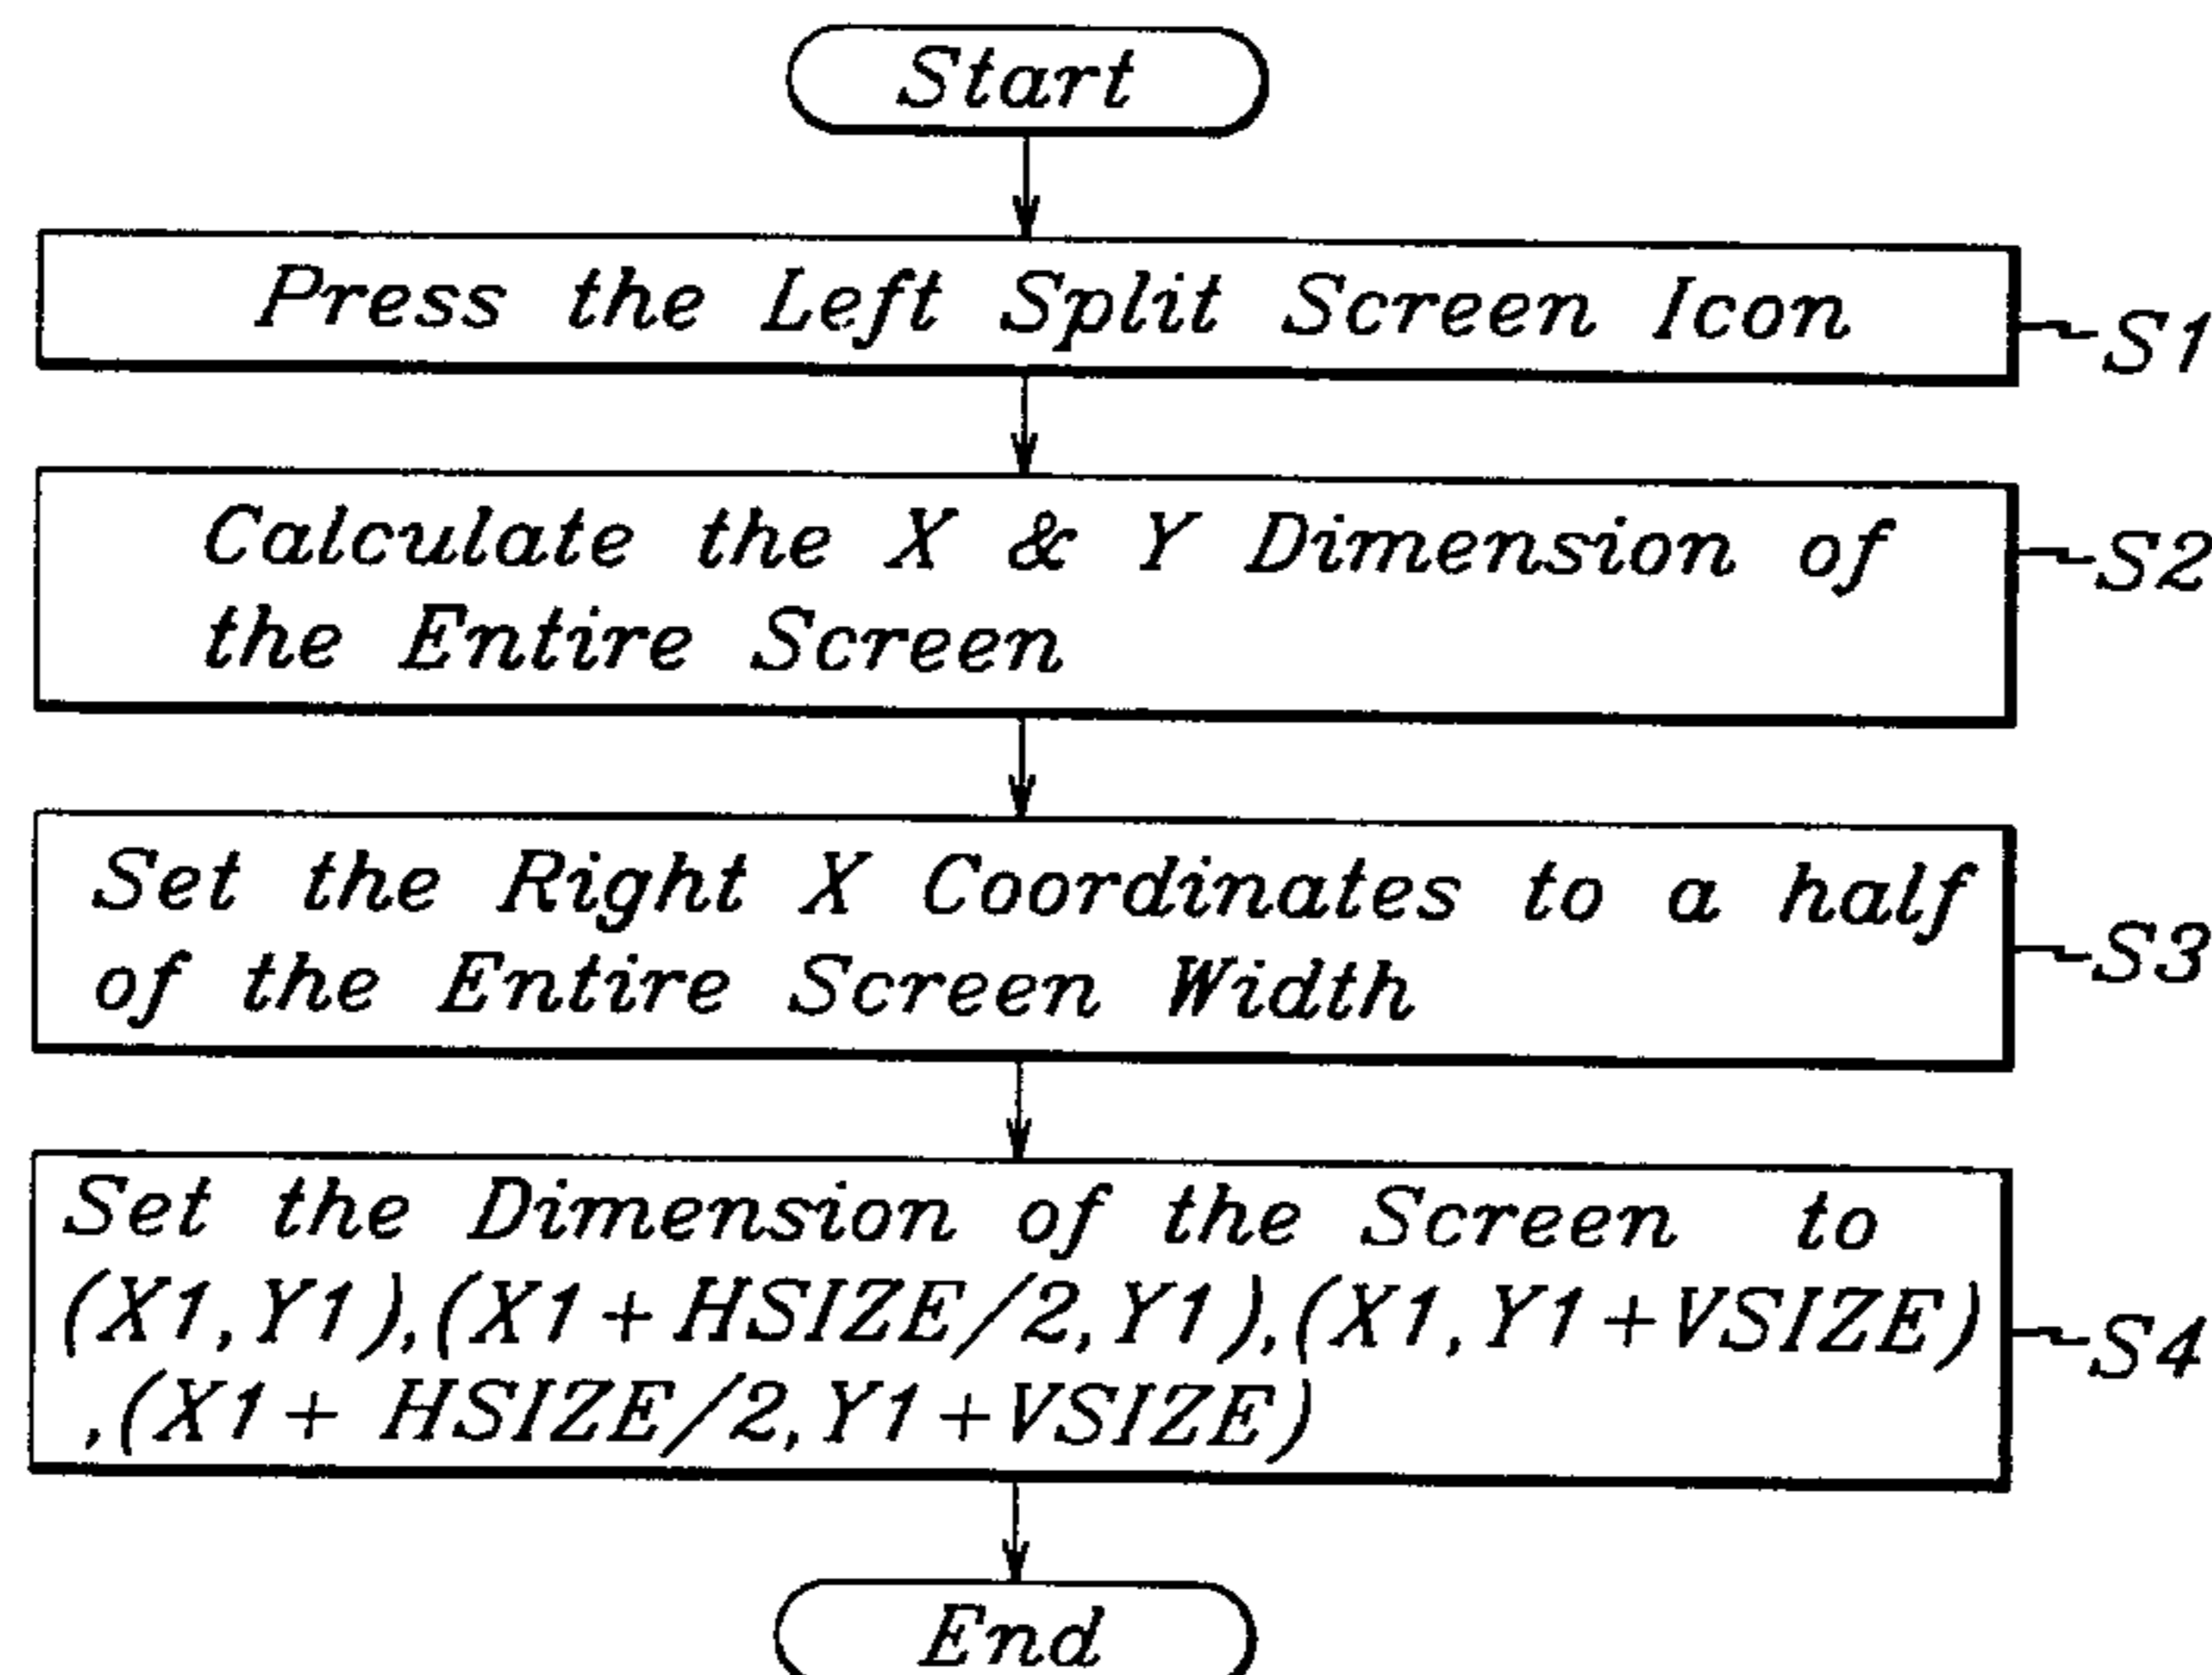 Start
Press the Left Split Screen Icon
S1
Calculate the X & Y Dimension of
the Entire Screen
S2
Set the Right X Coordinates to a half
of the Entire Screen Width
S3
Set the Dimension of the Screen to
(X1,Y1),(X1+HSIZE/2,Y1),(X1,Y1+VSIZE)
,(X1+ HSIZE/2,Y1+VSIZE)
S4
End